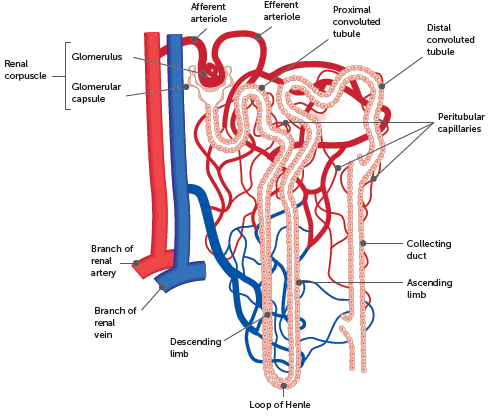 Afferent
arteriole
Efferent
arteriole
Proximal
convoluted
tubule
Distal
convoluted
tubule
Renal
corpuscle
Glomerulus
Glomerular
capsule
Peritubular
capillaries
Branch of
renal
artery
Collecting
duct
Ascending
limb
Branch of
renal
vein
Descending
limb
Loop of Henle